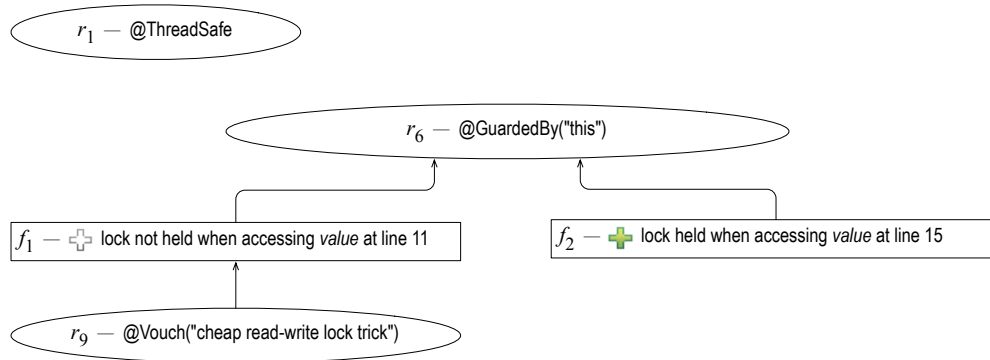 r₁ — @ThreadSafe
r₆ — @GuardedBy("this")
f₁ — lock not held when accessing value at line 11
f₂ — lock held when accessing value at line 15
r₉ — @Vouch("cheap read-write lock trick")